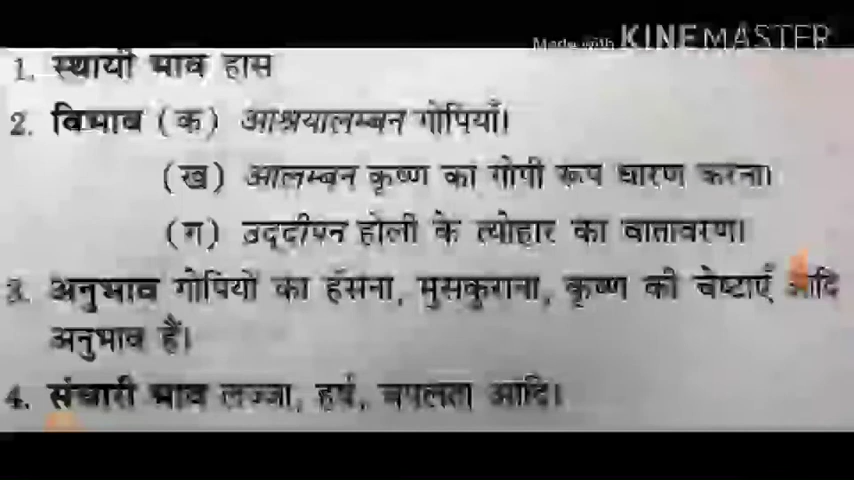 Made with KINEMASTER
1. स्थायी भाव हास
2. विभाव (क) आश्रयालम्बन गोपियाँ।
(ख) आलम्बन कृष्ण का गोपी रूप धारण करना।
(ग) उद्दीपन होली के त्योहार का वातावरण।
3. अनुभाव गोपियों का हँसना, मुसकुराना, कृष्ण की चेष्टाएँ आदि
अनुभाव हैं।
4. संचारी भाव लज्जा, हर्ष, चपलता आदि।